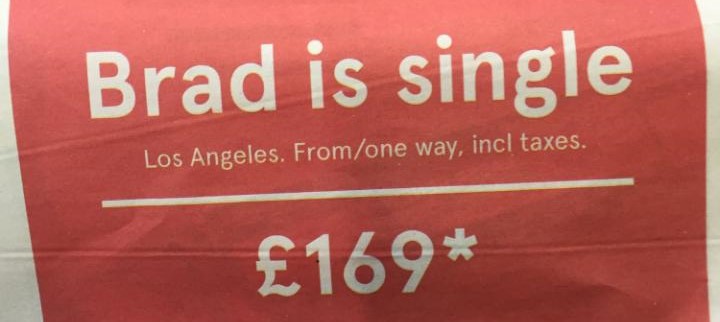 Brad is single
Los Angeles. From/one way, incl taxes.
£169*